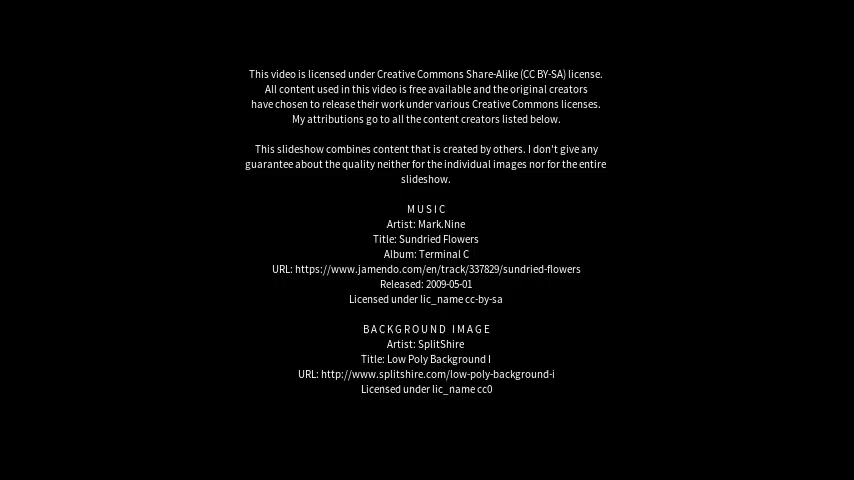 This video is licensed under Creative Commons Share-Alike (CC BY-SA) license.
All content used in this video is free available and the original creators
have chosen to release their work under various Creative Commons licenses.
My attributions go to all the content creators listed below.
This slideshow combines content that is created by others. I don't give any
guarantee about the quality neither for the individual images nor for the entire
slideshow.
MUSIC
Artist: Mark.Nine
Title: Sundried Flowers
Album: Terminal C
URL: https://www.jamendo.com/en/track/337829/sundried-flowers
Released: 2009-05-01
Licensed under lic_name cc-by-sa
BACKGROUND IMAGE
Artist: SplitShire
Title: Low Poly Background I
URL: http://www.splitshire.com/low-poly-background-i
Licensed under lic_name cc0